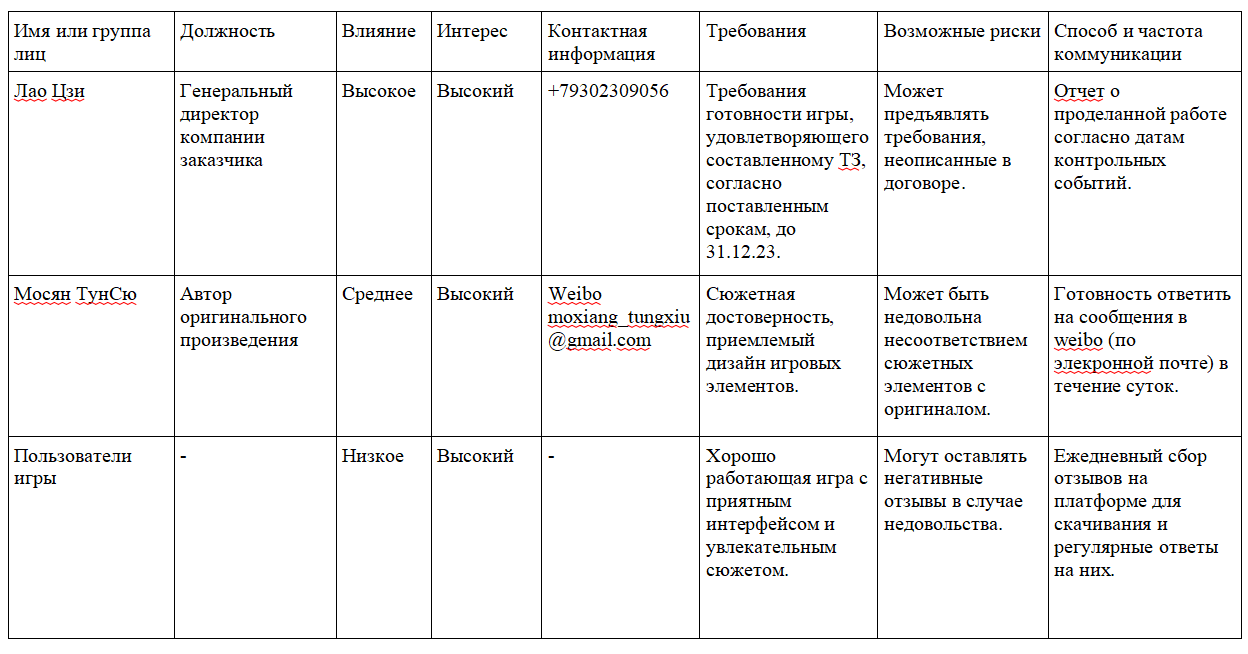 Имя или группа
лиц
Должность
Влияние
Интерес
Контактная
информация
Требования
Возможные риски
Способ и частота
коммуникации
Лао Цзи
Генеральный
директор
компании
заказчика
Высокое
Высокий
+79302309056
Требования
готовности игры,
удовлетворяющего
составленному ТЗ,
согласно
поставленным
срокам, до
31.12.23.
Может
предъявлять
требования,
неописанные в
договоре.
Отчет о
проделанной работе
согласно датам
контрольных
событий.
Мосян ТунСю
Автор
оригинального
произведения
Среднее
Высокий
Weibo
moxiang_tungxiu
@gmail.com
Сюжетная
достоверность,
приемлемый
дизайн игровых
элементов.
Может быть
недовольна
несоответствием
сюжетных
элементов с
оригиналом.
Готовность ответить
на сообщения в
weibo (по
элекронной почте) в
течение суток.
Пользователи
игры
-
Низкое
Высокий
-
Хорошо
работающая игра с
приятным
интерфейсом и
увлекательным
сюжетом.
Могут оставлять
негативные
отзывы в случае
недовольства.
Ежедневный сбор
отзывов на
платформе для
скачивания и
регулярные ответы
на них.